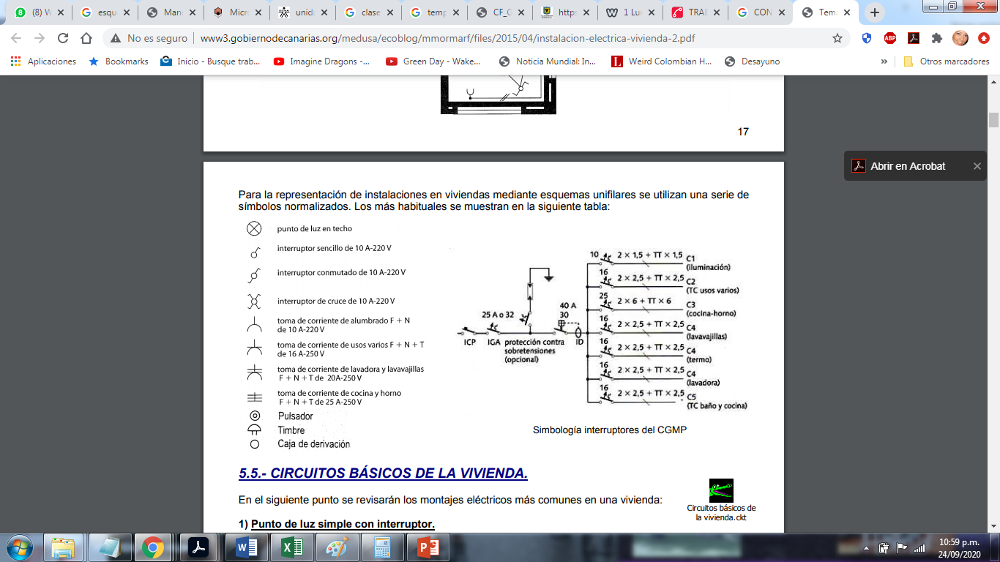 (8) W
esqu
Man
Micr
unida
clase
temp
CF_G
https
1 Lu
TRAE
CON
Tema
No es seguro
www3.gobiernodecanarias.org/medusa/ecoblog/mmormarf/files/2015/04/instalacion-electrica-vivienda-2.pdf
ABP
Aplicaciones
Bookmarks
Inicio - Busque trab...
Imagine Dragons -...
Green Day - Wake...
Noticia Mundial: In...
Weird Colombian H...
Desayuno
»
Otros marcadores
17
Abrir en Acrobat
Para la representación de instalaciones en viviendas mediante esquemas unifilares se utilizan una serie de
símbolos normalizados. Los más habituales se muestran en la siguiente tabla:
punto de luz en techo
interruptor sencillo de 10 A-220 V
interruptor conmutado de 10 A-220 V
interruptor de cruce de 10 A-220 V
toma de corriente de alumbrado F + N
de 10 A-220 V
toma de corriente de usos varios F + N + T
de 16 A-250 V
toma de corriente de lavadora y lavavajillas
F + N + T de 20A-250 V
toma de corriente de cocina y horno
F + N + T de 25 A-250 V
Pulsador
Timbre
Caja de derivación
ICP
25 A o 32
IGA
protección contra
sobretensiones
(opcional)
40 A
30
ID
10 2 × 1,5 + TT × 1,5 C1
(iluminación)
16 2 × 2,5 + TT × 2,5 C2
(TC usos varios)
25 2 × 6 + TT × 6 C3
(cocina-horno)
16 2 × 2,5 + TT × 2,5 C4
(lavavajillas)
16 2 × 2,5 + TT × 2,5 C4
(termo)
16 2 × 2,5 + TT × 2,5 C4
(lavadora)
16 2 × 2,5 + TT × 2,5 C5
(TC baño y cocina)
Simbología interruptores del CGMP
5.5.- CIRCUITOS BÁSICOS DE LA VIVIENDA.
En el siguiente punto se revisarán los montajes eléctricos más comunes en una vivienda:
Circuitos básicos de
la vivienda.ckt
1) Punto de luz simple con interruptor.
10:59 p.m.
24/09/2020